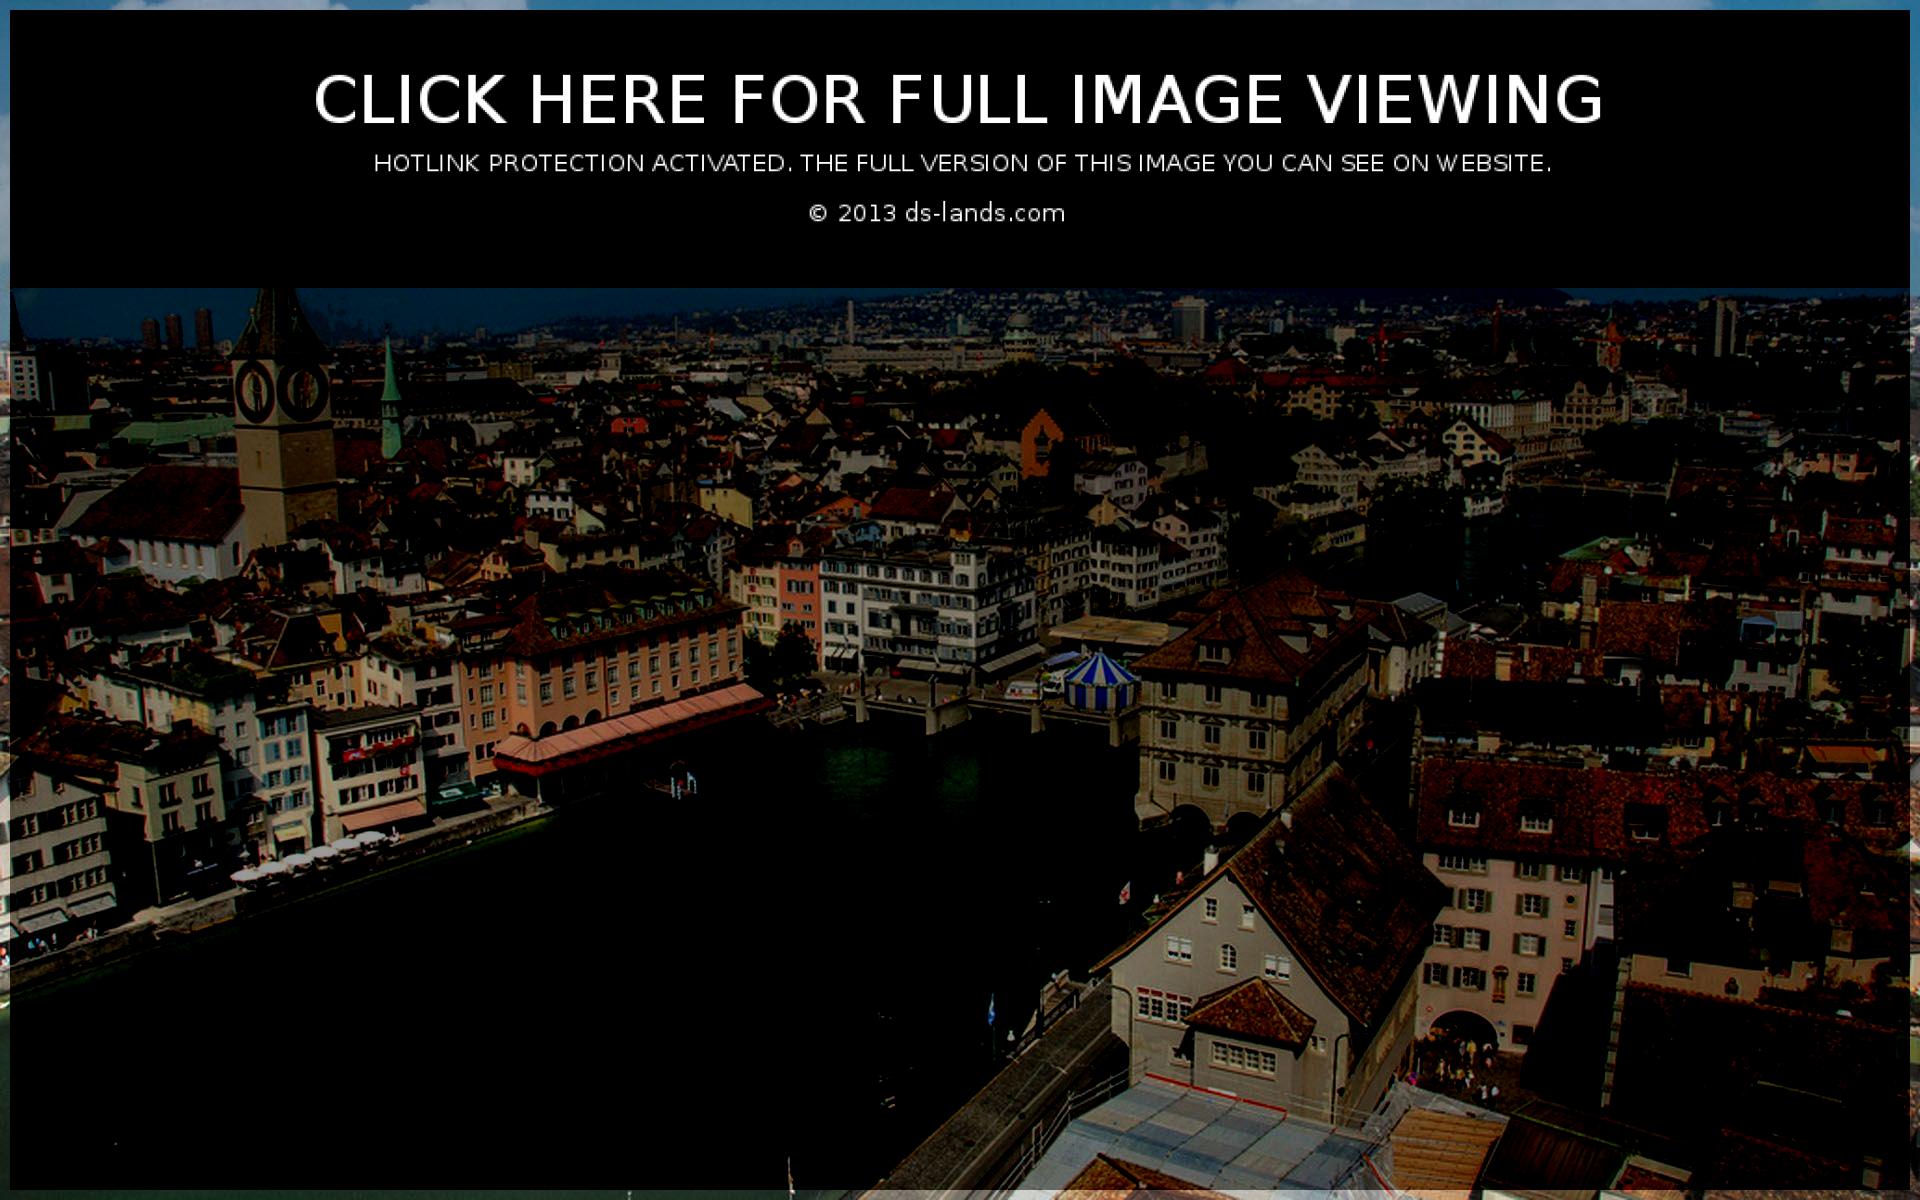 CLICK HERE FOR FULL IMAGE VIEWING
HOTLINK PROTECTION ACTIVATED. THE FULL VERSION OF THIS IMAGE YOU CAN SEE ON WEBSITE.
© 2013 ds-lands.com